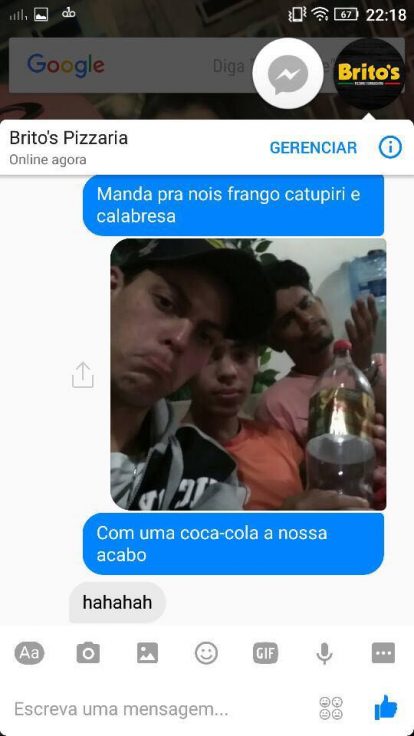 67 22:18
Google
Diga
Brito's
Brito's Pizzaria
Online agora
GERENCIAR
Manda pra nois frango catupiri e
calabresa
Com uma coca-cola a nossa
acabo
hahahah
Aa
GIF
Escreva uma mensagem...